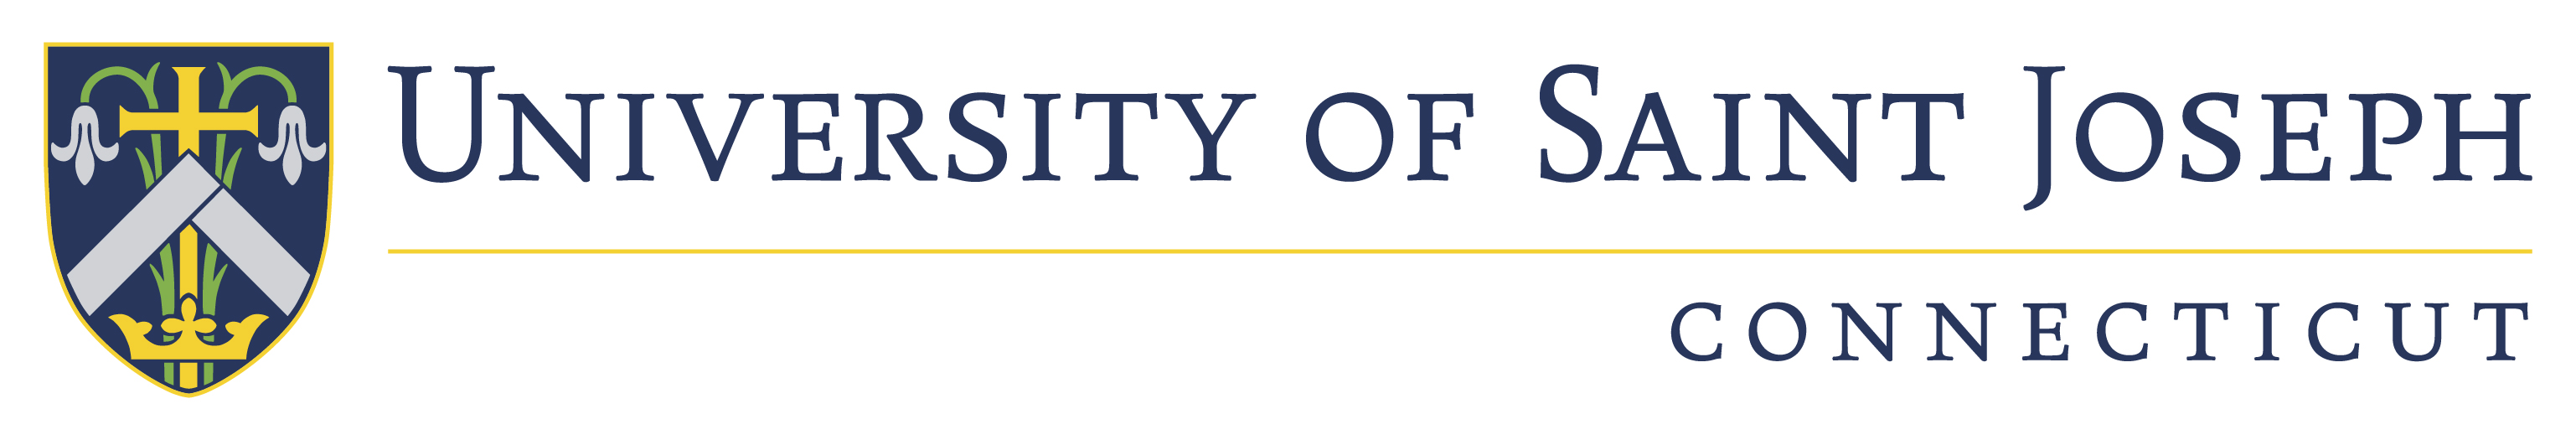 University of Saint Joseph
CONNECTICUT